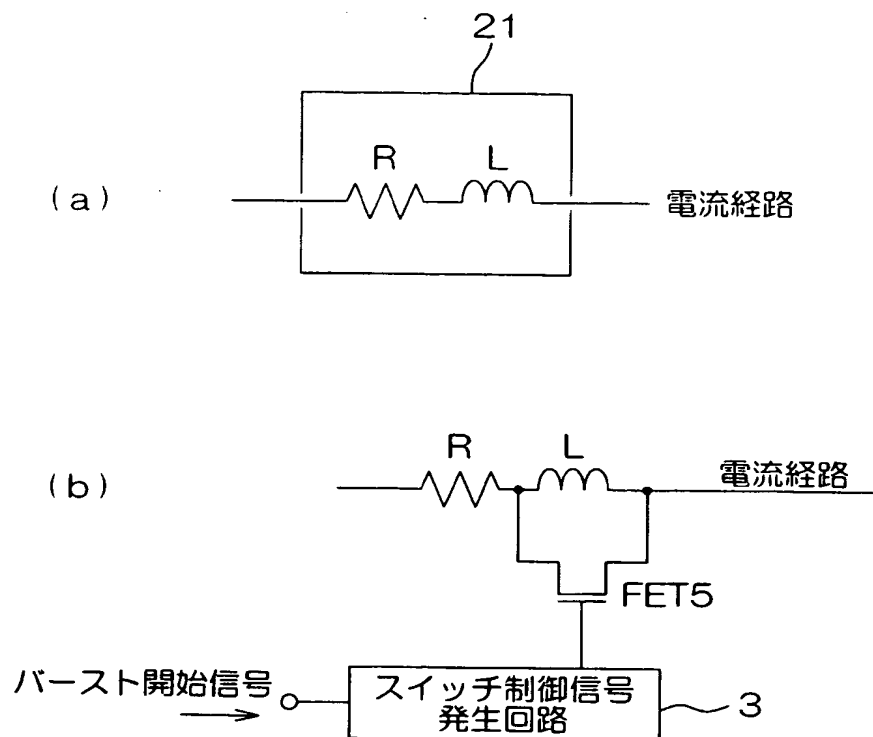 21
R L
(a) 電流経路
R L
(b) 電流経路
FET5
バースト開始信号
スイッチ制御信号
発生回路
3